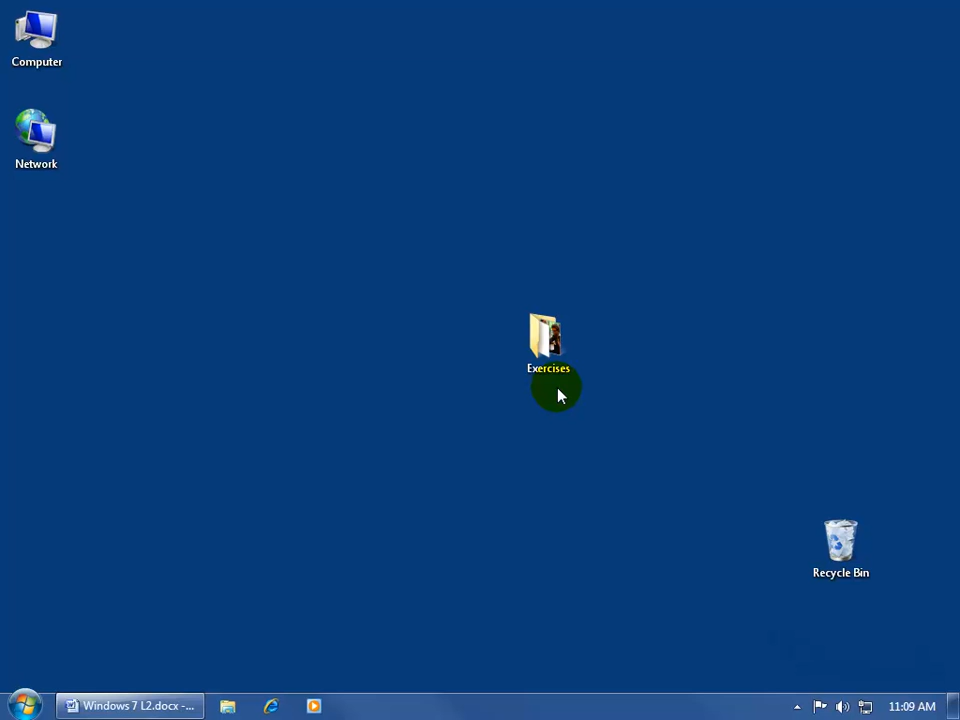 Computer
Network
Exercises
Recycle Bin
Windows 7 L2.docx -...
11:09 AM